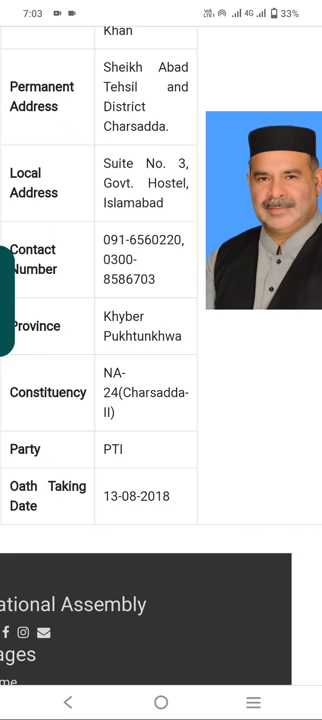 7:03
4G
33%
Khan
Permanent Address
Sheikh Abad
Tehsil and
District
Charsadda.
Local Address
Suite No. 3,
Govt. Hostel,
Islamabad
Contact Number
091-6560220,
0300-
8586703
Province
Khyber
Pukhtunkhwa
Constituency
NA-
24(Charsadda-
II)
Party
PTI
Oath Taking
Date
13-08-2018
ational Assembly
ages
me